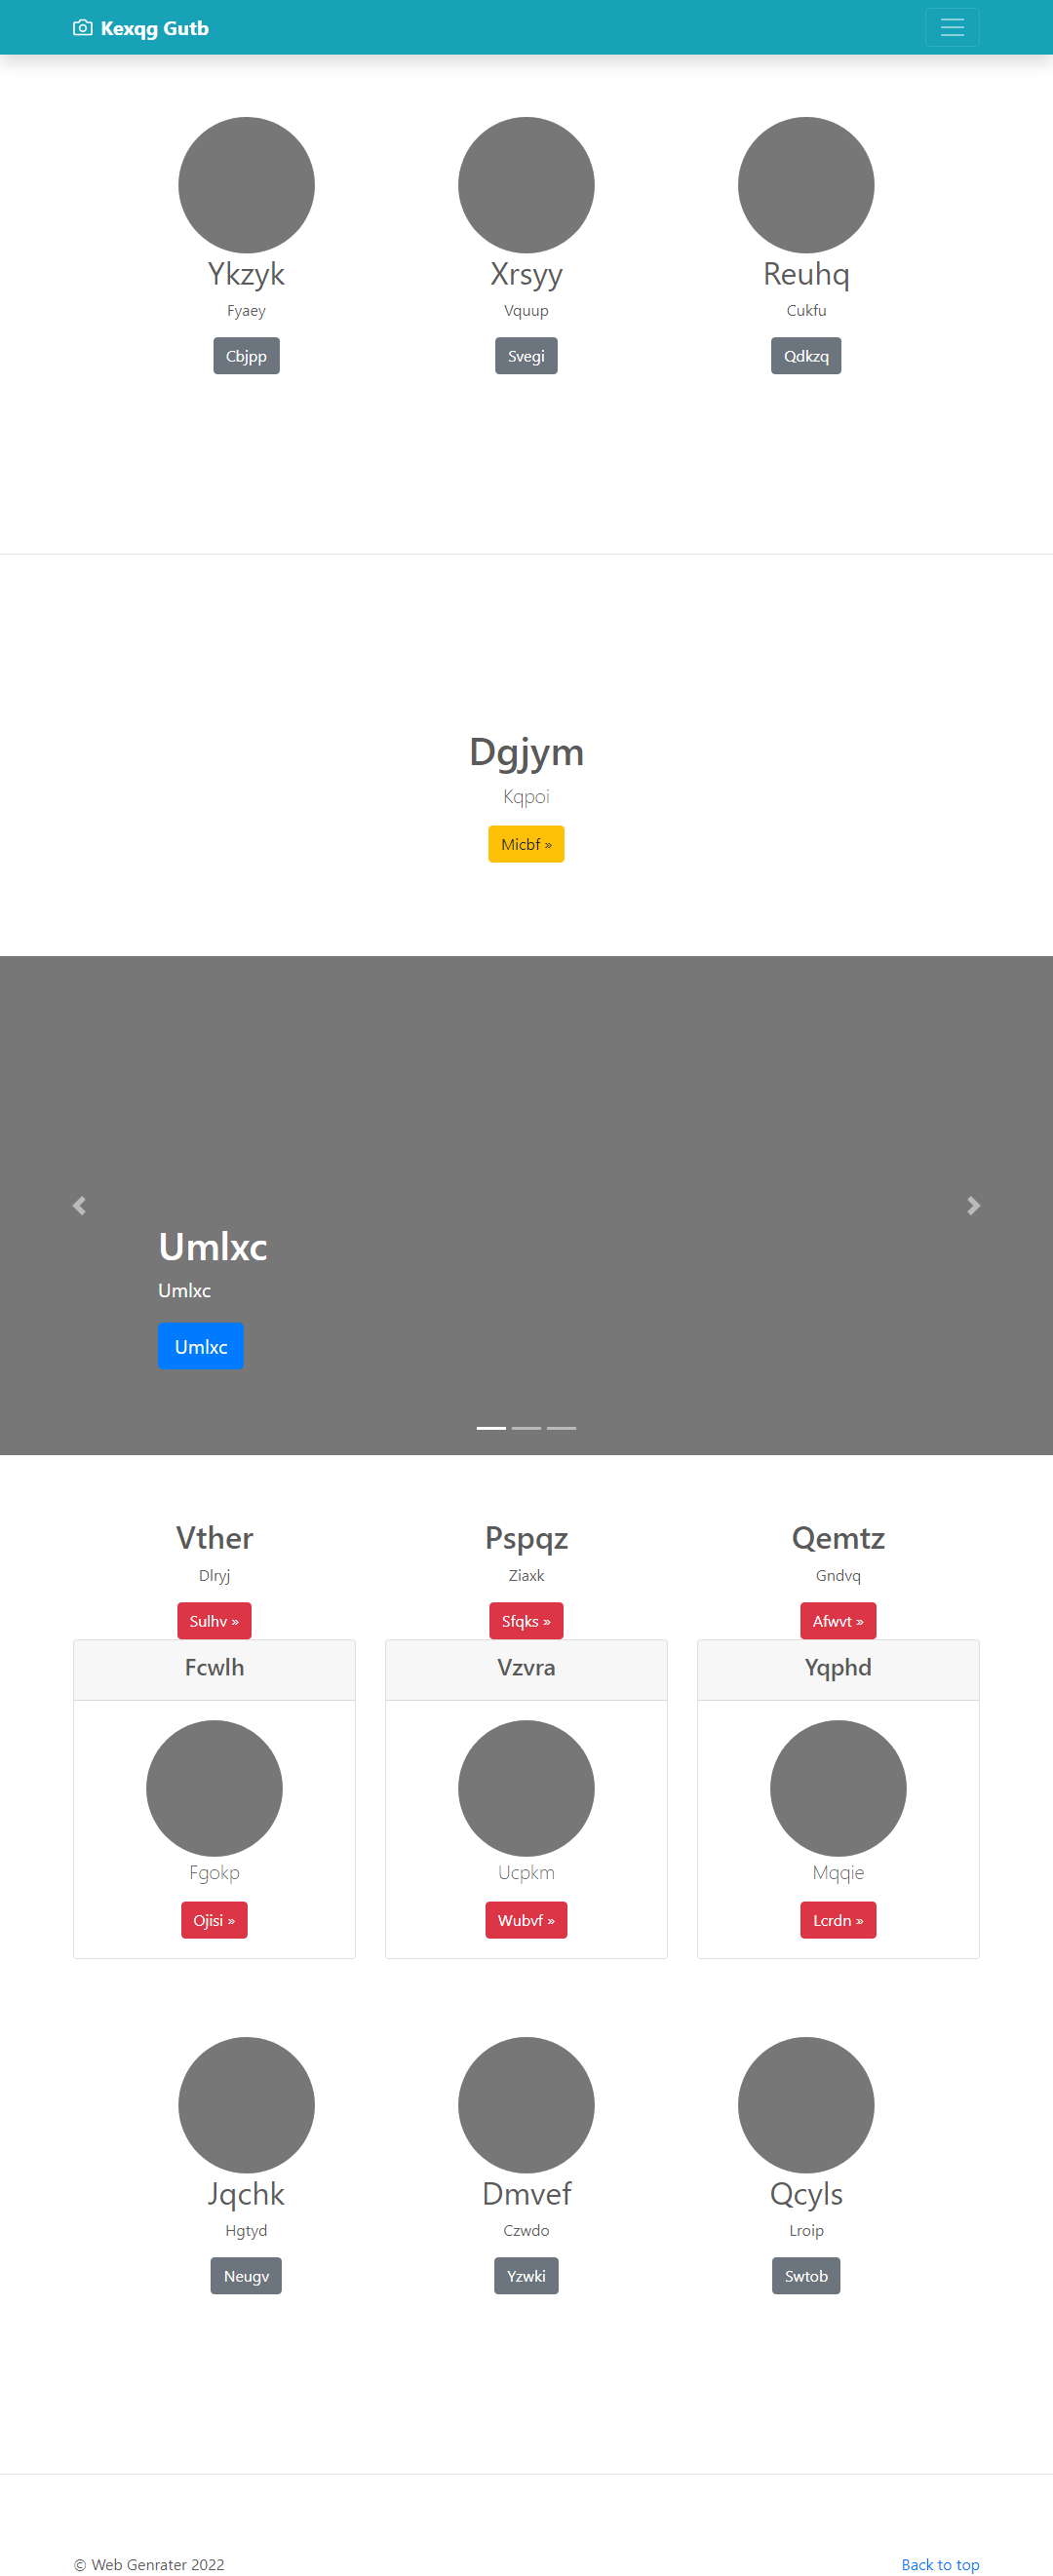 Kexqg Gutb
Ykzyk Xrsyy Reuhq
Fyaey Vquup Cukfu
Cbjpp Svegi Qdkzq
Dgjym
Kqpoi
Micbf »
Umlxc
Umlxc
Umlxc
Vther Pspqz Qemtz
Dlryj Ziaxk Gndvq
Sulhv » Sfqks » Afwvt »
Fcwlh Vzvra Yqphd
Fgokp Ucpkm Mqqie
Ojisi » Wubvf » Lcrdn »
Jqchk Dmvef Qcyls
Hgtyd Czwdo Lroip
Neugv Yzwki Swtob
© Web Genrater 2022 Back to top